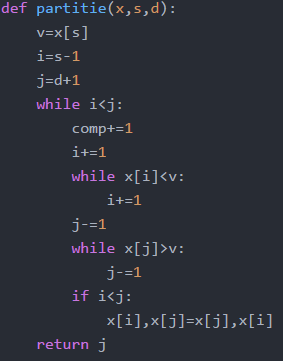 def partitie(x,s,d):
    v=x[s]
    i=s-1
    j=d+1
    while i<j:
        comp+=1
        i+=1
        while x[i]<v:
            i+=1
        j-=1
        while x[j]>v:
            j-=1
        if i<j:
            x[i],x[j]=x[j],x[i]
    return j